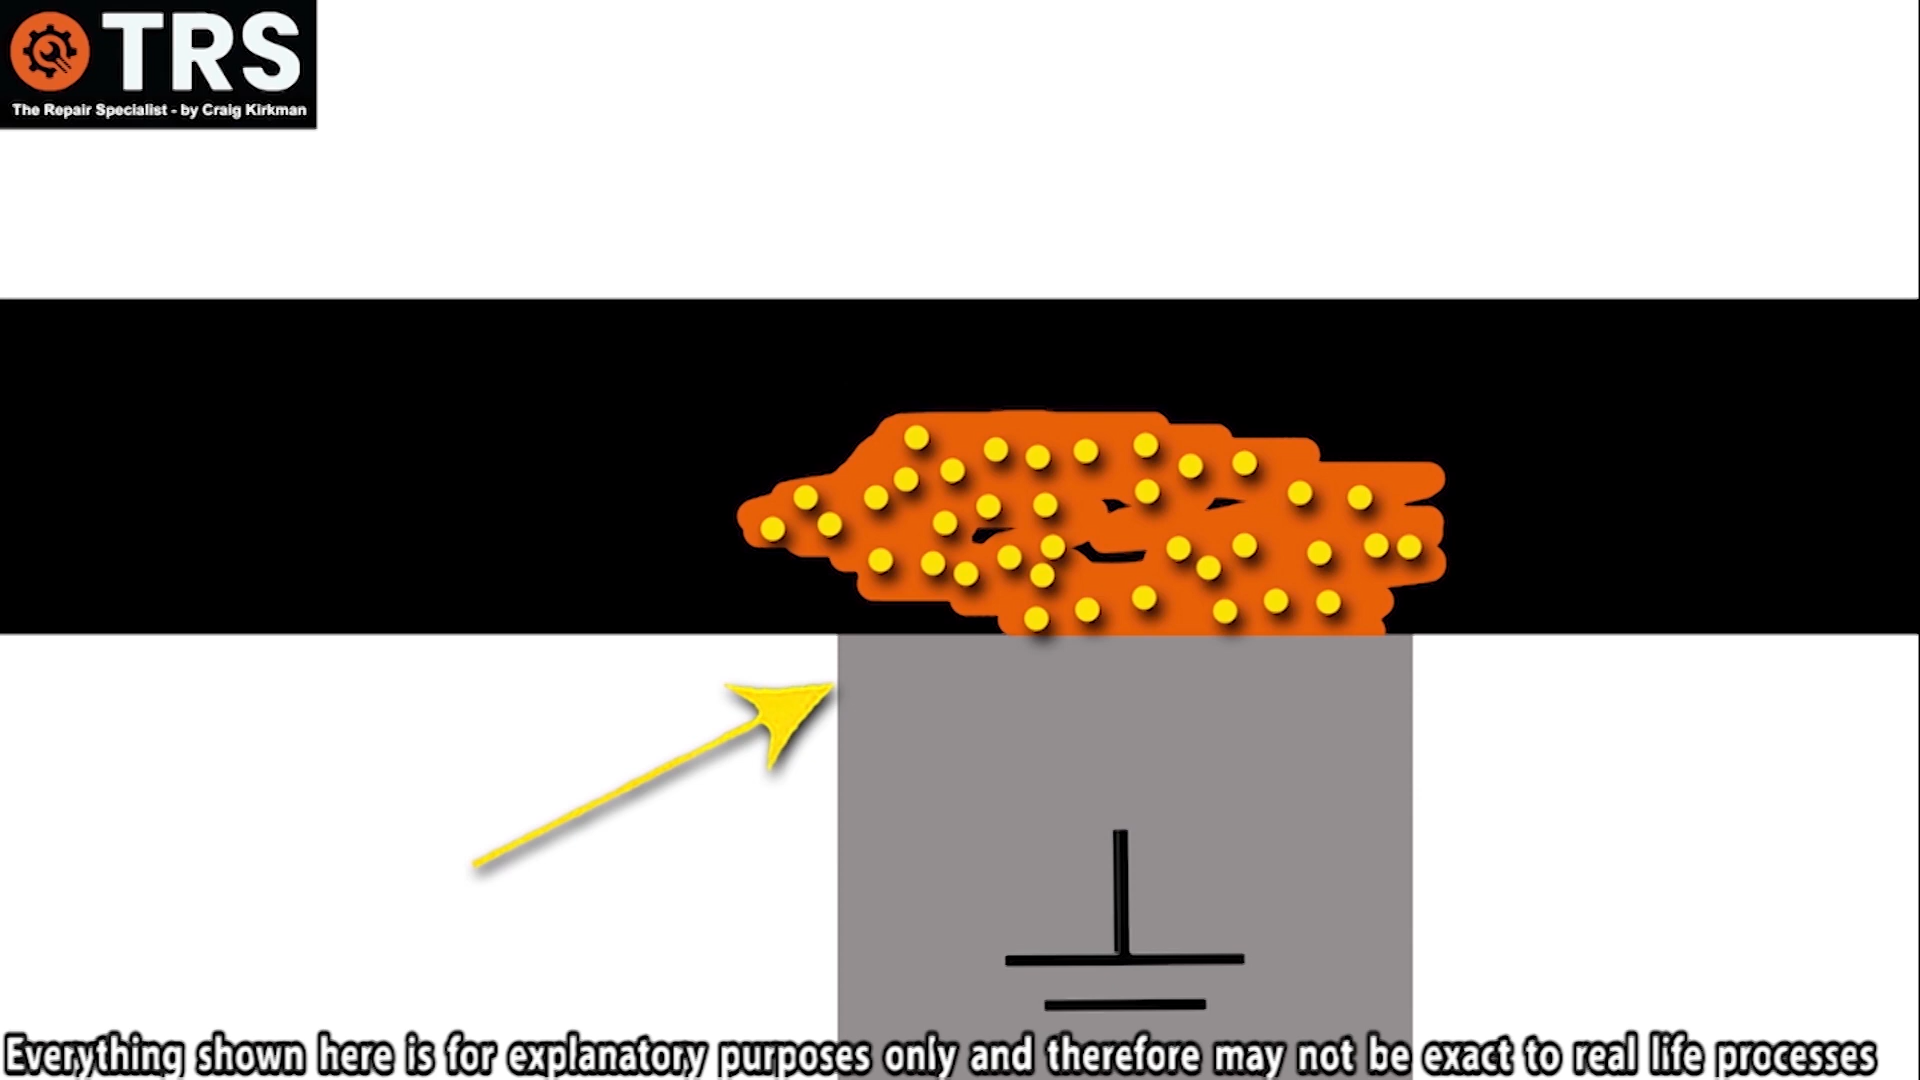 TRS
The Repair Specialist - by Craig Kirkman
Everything shown here is for explanatory purposes only and therefore may not be exact to real life processes